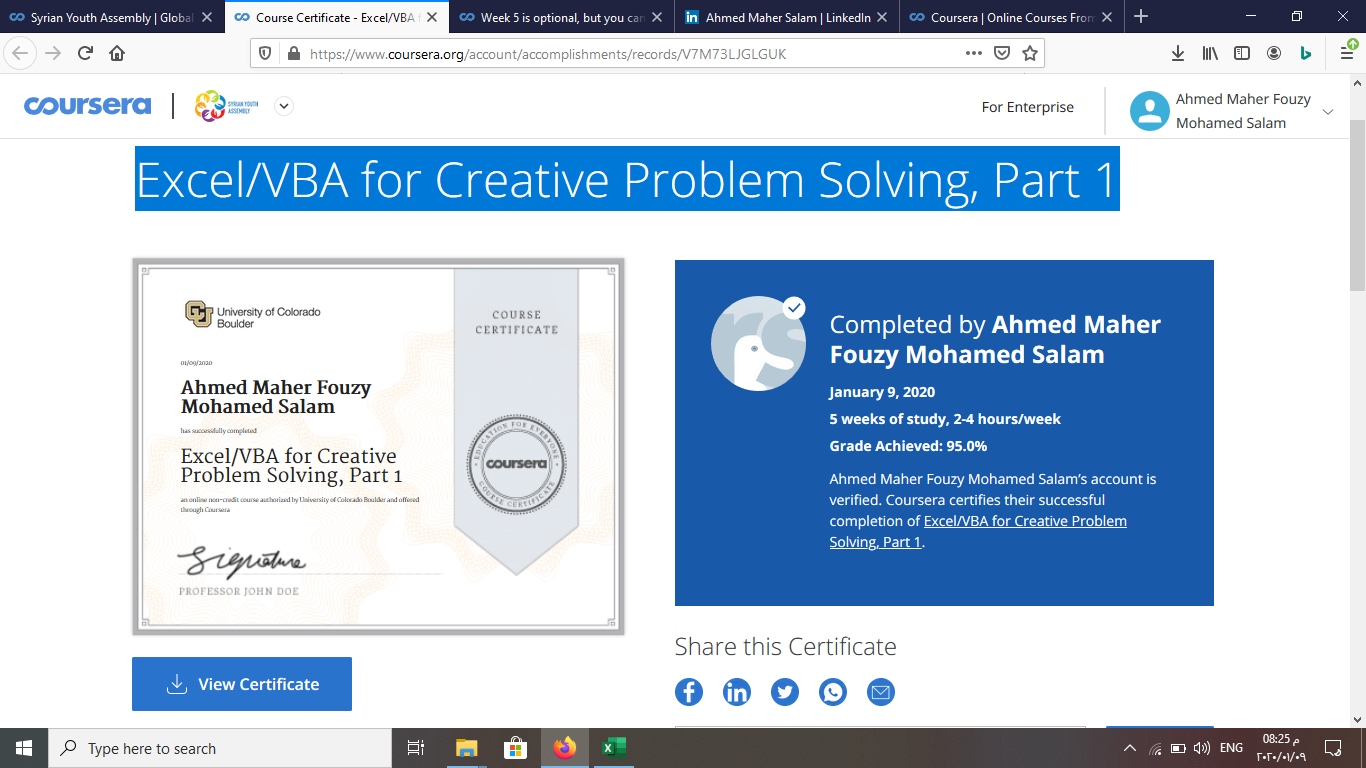 Syrian Youth Assembly | Global
Course Certificate - Excel/VBA f
Week 5 is optional, but you can
Ahmed Maher Salam | LinkedIn
Coursera | Online Courses From
https://www.coursera.org/account/accomplishments/records/V7M73LJGLGUK
coursera
SYRIAN YOUTH
ASSEMBLY
For Enterprise
Ahmed Maher Fouzy
Mohamed Salam
Excel/VBA for Creative Problem Solving, Part 1
University of Colorado
Boulder
01/09/2020
Ahmed Maher Fouzy
Mohamed Salam
has successfully completed
Excel/VBA for Creative
Problem Solving, Part 1
an online non-credit course authorized by University of Colorado Boulder and offered
through Coursera
Signature
PROFESSOR JOHN DOE
COURSE
CERTIFICATE
EDUCATION FOR EVERYONE
coursera
COURSE CERTIFICATE
View Certificate
Completed by Ahmed Maher
Fouzy Mohamed Salam
January 9, 2020
5 weeks of study, 2-4 hours/week
Grade Achieved: 95.0%
Ahmed Maher Fouzy Mohamed Salam's account is
verified. Coursera certifies their successful
completion of Excel/VBA for Creative Problem
Solving, Part 1.
Share this Certificate
Type here to search
ENG
08:25 م
٢٠٢٠/٠١/٠٩